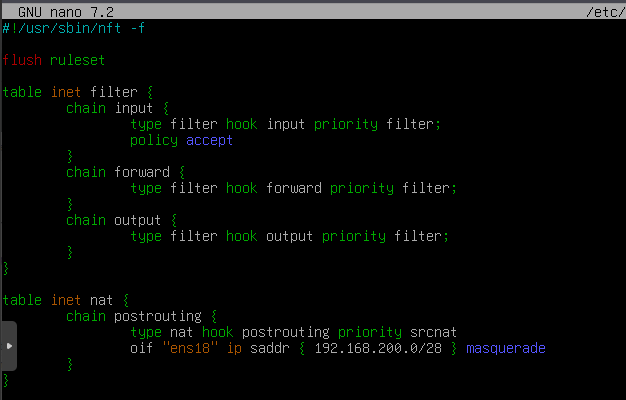 GNU nano 7.2 /etc/
#!/usr/sbin/nft -f
flush ruleset
table inet filter {
chain input {
type filter hook input priority filter;
policy accept
}
chain forward {
type filter hook forward priority filter;
}
chain output {
type filter hook output priority filter;
}
}
table inet nat {
chain postrouting {
type nat hook postrouting priority srcnat
oif "ens18" ip saddr { 192.168.200.0/28 } masquerade
}
}